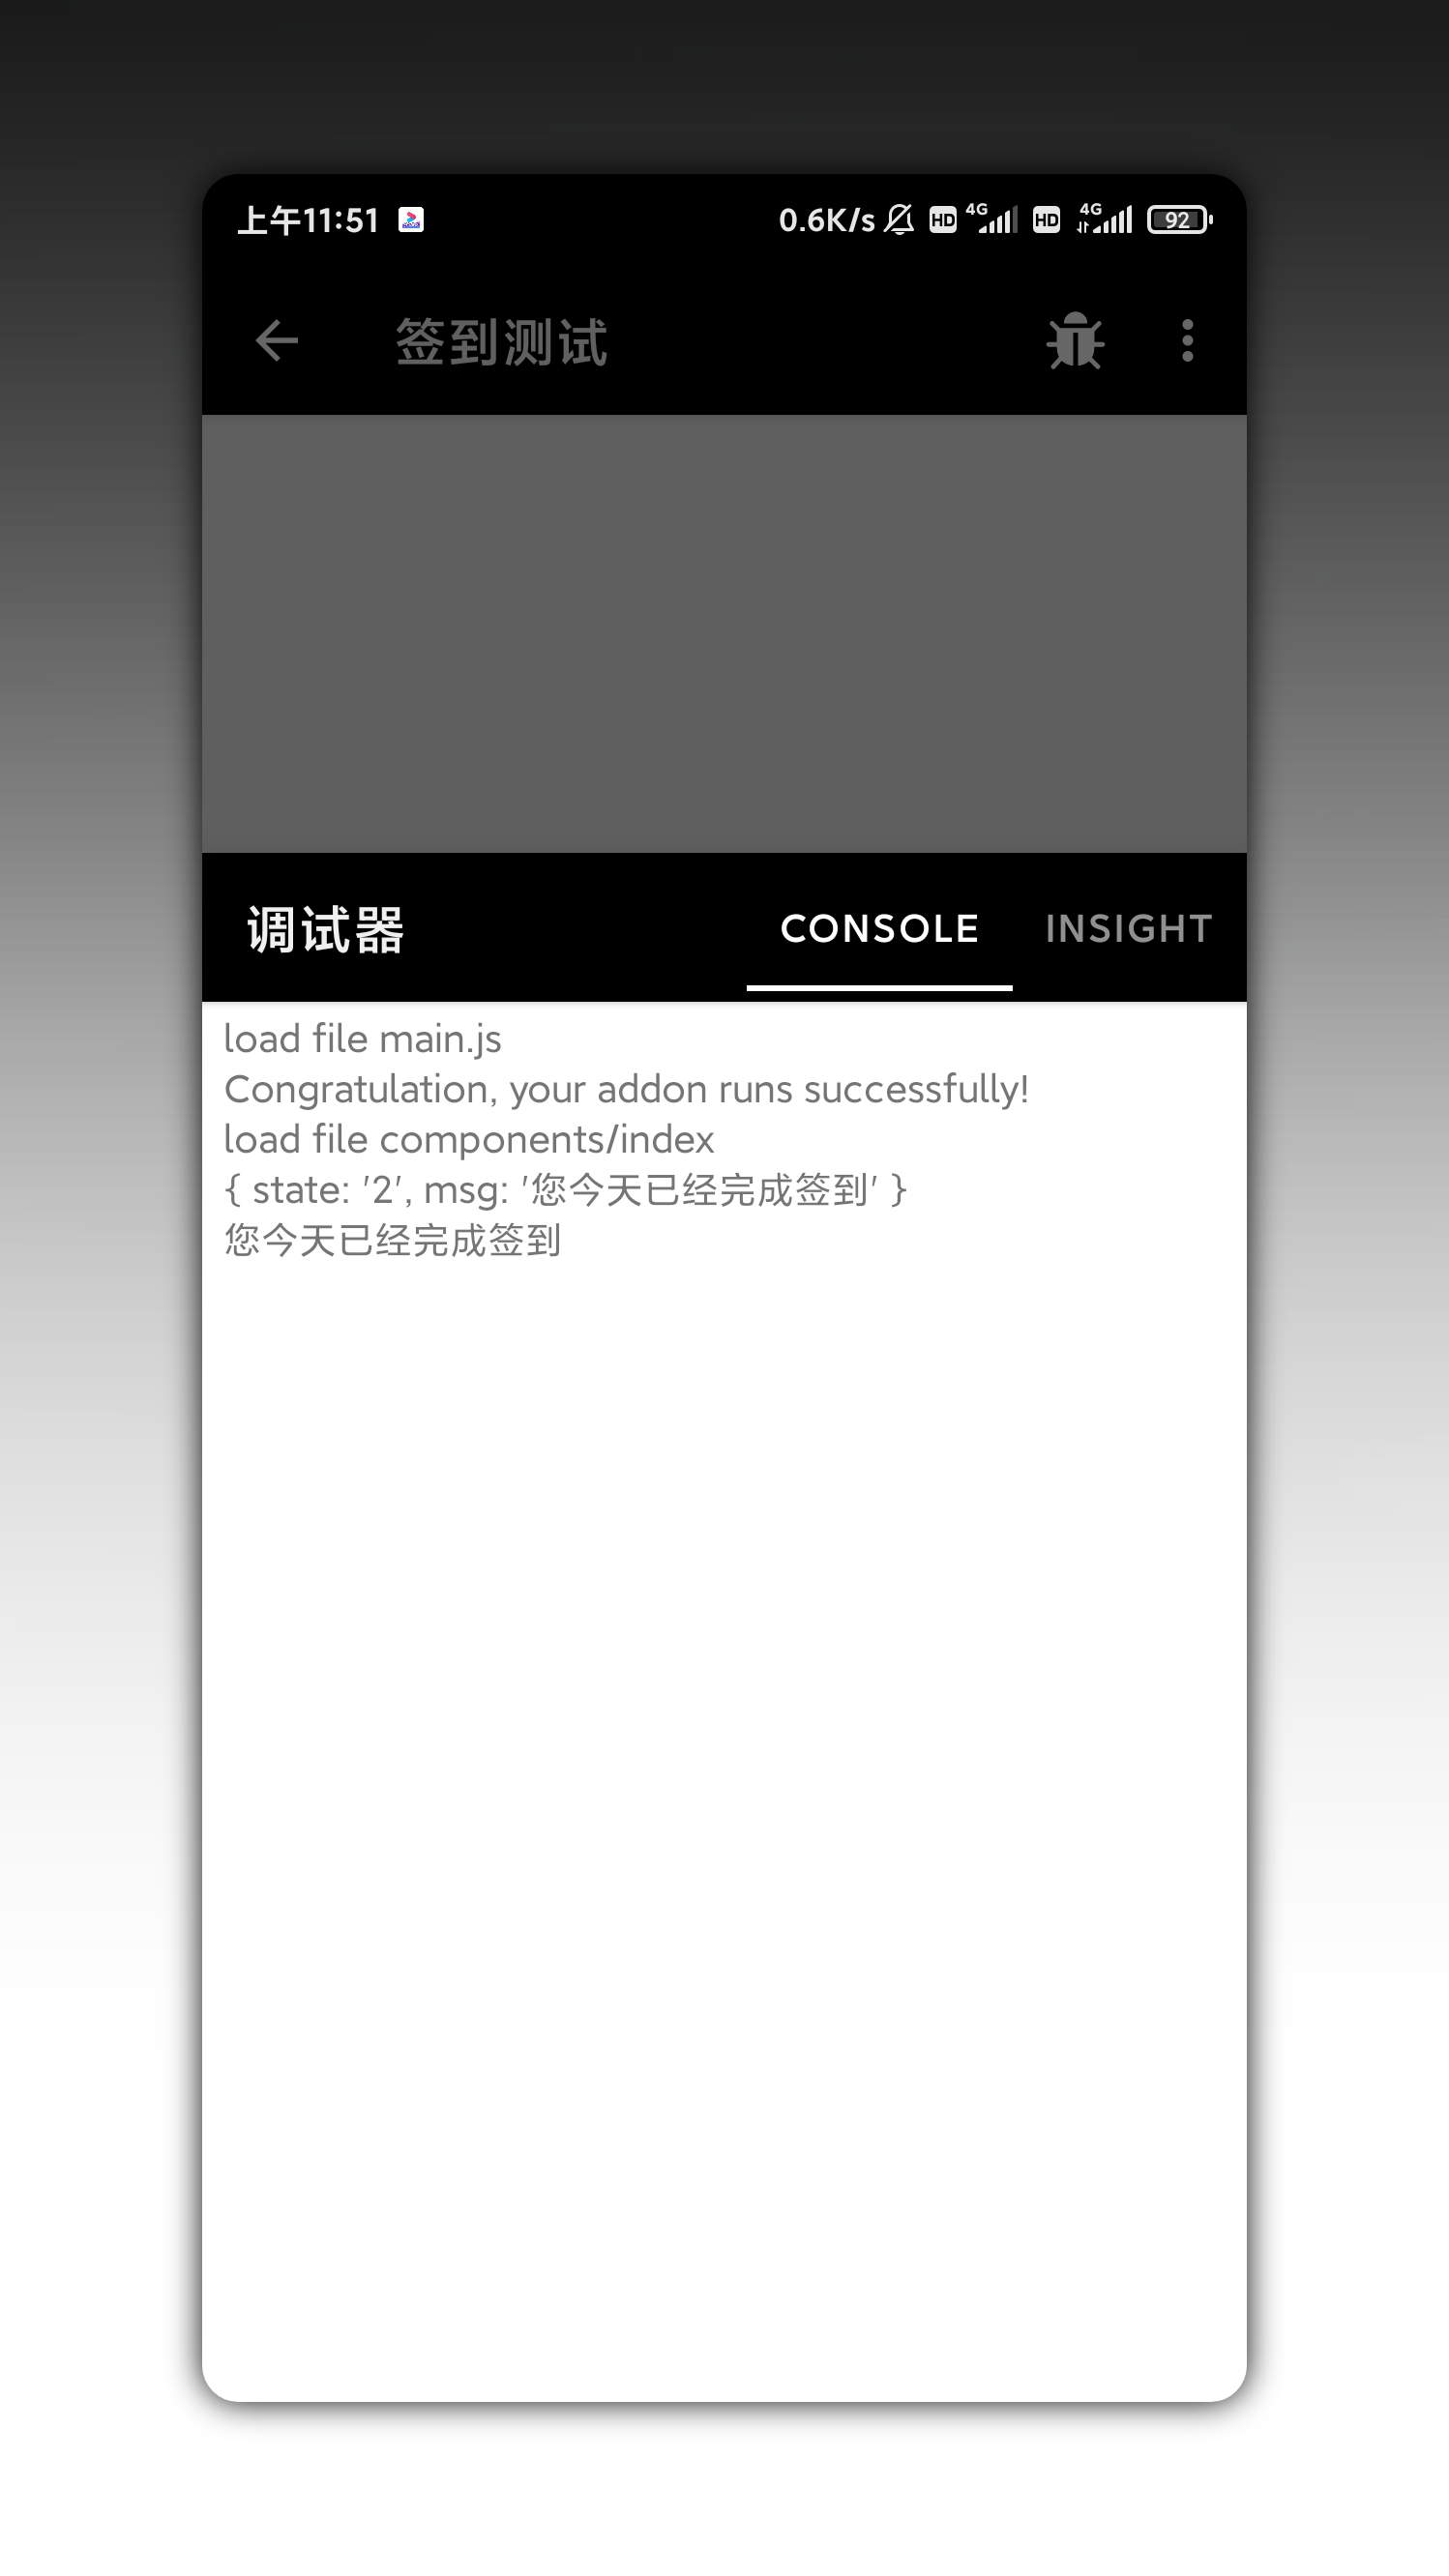 上午11:51
0.6K/s HD 4G HD 4G 92
签到测试
调试器 CONSOLE INSIGHT
load file main.js
Congratulation, your addon runs successfully!
load file components/index
{ state: '2', msg: '您今天已经完成签到' }
您今天已经完成签到